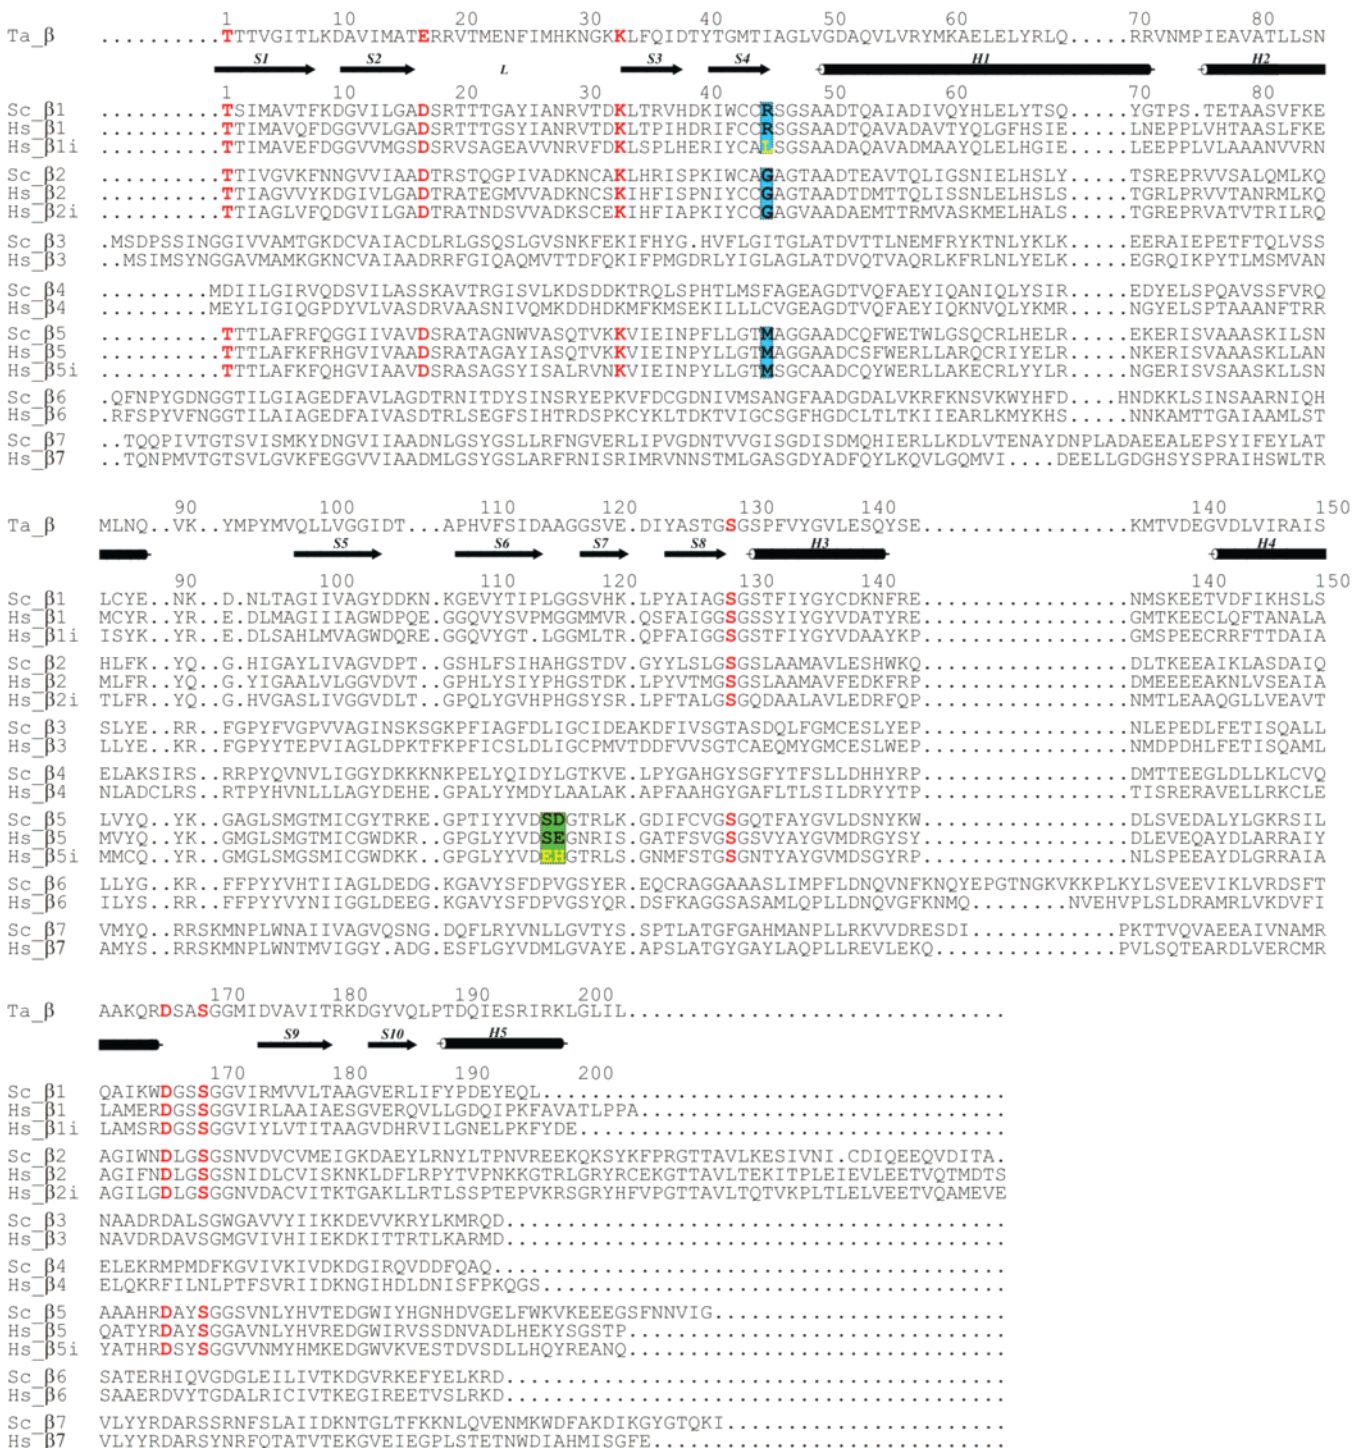 1 10 20 30 40 50 60 70 80
Ta_β ..........TTTVGITLKDAVIMATERRVTMENFIMHKNGKKLFQIDTYTGMTIAGLVGDAQVLVRYMKAELELYRLQ.....RRVNMPIEAVATLLSN
S1 S2 L S3 S4 H1 H2
1 10 20 30 40 50 60 70 80
Sc_β1 ..........TSIMAVTFKDGVILGADSRTTTGAYIANRVTDKLTRVHDKIWCCRSGSAADTQAIADIVQYHLELYTSQ.....YGTPS.TETAASVFKE
Hs_β1 ..........TTIMAVQFDGGVVLGADSRTTTGSYIANRVTDKLTPIHDRIFCCRSGSAADTQAVADAVTYQLGFHSIE.....LNEPPLVHTAASLFKE
Hs_β1i ..........TTIMAVEFDGGVVMGSDSRVSAGEAVVNRVFDKLSPLHERIYCALSGSAADAQAVADMAAYQLELHGIE.....LEEPPLVLAAANVVRN
Sc_β2 ..........TTIVGVKFNNGVVIAADTRSTQGPIVADKNCAKLHRISPKIWCAGAGTAADTEAVTQLIGSNIELHSLY.....TSREPRVVSALQMLKQ
Hs_β2 ..........TTIAGVVYKDGIVLGADTRATEGMVVADKNCSKIHFISPNIYCCGAGTAADTDMTTQLISSNLELHSLS.....TGRLPRVVTANRMLKQ
Hs_β2i ..........TTIAGLVFQDGVILGADTRATNDSVVADKSCEKIHFIAPKIYCCGAGVAADAEMTTRMVASKMELHALS.....TGREPRVATVTRILRQ
Sc_β3 .MSDPSSINGGIVVAMTGKDCVAIACDLRLGSQSLGVSNKFEKIFHYG.HVFLGITGLATDVTTLNEMFRYKTNLYKLK.....EERAIEPETFTQLVSS
Hs_β3 ..MSIMSYNGGAVMAMKGKNCVAIAADRRFGIQAQMVTTDFQKIFPMGDRLYIGLAGLATDVQTVAQRLKFRLNLYELK.....EGRQIKPYTLMSMVAN
Sc_β4 .........MDIILGIRVQDSVILASSKAVTRGISVLKDSDDKTRQLSPHTLMSFAGEAGDTVQFAEYIQANIQLYSIR.....EDYELSPQAVSSFVRQ
Hs_β4 .........MEYLIGIQGPDYVLVASDRVAASNIVQMKDDHDKMFKMSEKILLLCVGEAGDTVQFAEYIQKNVQLYKMR.....NGYELSPTAAANFTRR
Sc_β5 ..........TTTLAFRFQGGIIVAVDSRATAGNWVASQTVKKVIEINPFLLGTMAGGAADCQFWETWLGSQCRLHELR.....EKERISVAAASKILSN
Hs_β5 ..........TTTLAFKFRHGVIVAADSRATAGAYIASQTVKKVIEINPYLLGTMAGGAADCSFWERLLARQCRIYELR.....NKERISVAAASKLLAN
Hs_β5i ..........TTTLAFKFQHGVIAAVDSRASAGSYISALRVNKVIEINPYLLGTMSGCAADCQYWERLLAKECRLYYLR.....NGERISVSAASKLLSN
Sc_β6 .QFNPYGDNGGTILGIAGEDFAVLAGDTRNITDYSINSRYEPKVFDCGDNIVMSANGFAADGDALVKRFKNSVKWYHFD.....HNDKKLSINSAARNIQH
Hs_β6 .RFSPYVFNGGTILAIAGEDFAIVASDTRLSEGFSIHTRDSPKCYKLTDKTVIGCSGFHGDCLTLTKIIEARLKMYKHS.....NNKAMTTGAIAAMLST
Sc_β7 ..TQQPIVTGTSVISMKYDNGVIIAADNLGSYGSLLRFNGVERLIPVGDNTVVGISGDISDMQHIERLLKDLVTENAYDNPLADAEEALEPSYIFEYLAT
Hs_β7 ..TQNPMVTGTSVLGVKFEGGVVIAADMLGSYGSLARFRNISRIMRVNNSTMLGASGDYADFQYLKQVLGQMVI....DEELLGDGHSYSPRAIHSWLTR
90 100 110 120 130 140 140 150
Ta_β MLNQ..VK..YMPYMVQLLVGGIDT...APHVFSIDAAGGSVE.DIYASTGSGSPFVYGVLESQYSE.................KMTVDEGVDLVIRAIS
S5 S6 S7 S8 H3 H4
90 100 110 120 130 140 140 150
Sc_β1 LCYE..NK..D.NLTAGIIVAGYDDKN.KGEVYTIPLGGSVHK.LPYAIAGSGSTFIYGYCDKNFRE.................NMSKEETVDFIKHSLS
Hs_β1 MCYR..YR..E.DLMAGIIIAGWDPQE.GGQVYSVPMGGMMVR.QSFAIGGSGSSYIYGYVDATYRE.................GMTKEECLQFTANALA
Hs_β1i ISYK..YR..E.DLSAHLMVAGWDQRE.GGQVYGT.LGGMLTR.QPFAIGGSGSTFIYGYVDAAYKP.................GMSPEECRRFTTDAIA
Sc_β2 HLFK..YQ..G.HIGAYLIVAGVDPT..GSHLFSIHAHGSTDV.GYYLSLGSGSLAAMAVLESHWKQ.................DLTKEEAIKLASDAIQ
Hs_β2 MLFR..YQ..G.YIGAALVLGGVDVT..GPHLYSIYPHGSTDK.LPYVTMGSGSLAAMAVFEDKFRP.................DMEEEEAKNLVSEAIA
Hs_β2i TLFR..YQ..G.HVGASLIVGGVDLT..GPQLYGVHPHGSYSR.LPFTALGSGQDAALAVLEDRFQP.................NMTLEAAQGLLVEAVT
Sc_β3 SLYE..RR..FGPYFVGPVVAGINSKSGKPFIAGFDLIGCIDEAKDFIVSGTASDQLFGMCESLYEP.................NLEPEDLFETISQALL
Hs_β3 LLYE..KR..FGPYYTEPVIAGLDPKTFKPFICSLDLIGCPMVTDDFVVSGTCAEQMYGMCESLWEP.................NMDPDHLFETISQAML
Sc_β4 ELAKSIRS..RRPYQVNVLIGGYDKKKNKPELYQIDYLGTKVE.LPYGAHGYSGFYTFSLLDHHYRP.................DMTTEEGLDLLKLCVQ
Hs_β4 NLADCLRS..RTPYHVNLLLAGYDEHE.GPALYYMDYLAALAK.APFAAHGYGAFLTLSILDRYYTP.................TISRERAVELLRKCLE
Sc_β5 LVYQ..YK..GAGLSMGTMICGYTRKE.GPTIYYVDSDGTRLK.GDIFCVGSGQTFAYGVLDSNYKW.................DLSVEDALYLGKRSIL
Hs_β5 MVYQ..YK..GMGLSMGTMICGWDKR..GPGLYYVDSEGNRIS.GATFSVGSGSVYAYGVMDRGYSY.................DLEVEQAYDLARRAIY
Hs_β5i MMCQ..YR..GMGLSMGSMICGWDKK..GPGLYYVDEHGTRLS.GNMFSTGSGNTYAYGVMDSGYRP.................NLSPEEAYDLGRRAIA
Sc_β6 LLYG..KR..FFPYYVHTIIAGLDEDG.KGAVYSFDPVGSYER.EQCRAGGAAASLIMPFLDNQVNFKNQYEPGTNGKVKKPLKYLSVEEVIKLVRDSFT
Hs_β6 ILYS..RR..FFPYYVYNIIGGLDEEG.KGAVYSFDPVGSYQR.DSFKAGGSASAMLQPLLDNQVGFKNMQ.........NVEHVPLSLDRAMRLVKDVFI
Sc_β7 VMYQ..RRSKMNPLWNAIIVAGVQSNG.DQFLRYVNLLGVTYS.SPTLATGFGAHMANPLLRKVVDRESDI.............PKTTVQVAEEAIVNAMR
Hs_β7 AMYS..RRSKMNPLWNTMVIGGY.ADG.ESFLGYVDMLGVAYE.APSLATGYGAYLAQPLLREVLEKQ...............PVLSQTEARDLVERCMR
170 180 190 200
Ta_β AAKQRDSASGGMIDVAVITRKDGYVQLPTDQIESRIRKLGLIL...............................
S9 S10 H5
170 180 190 200
Sc_β1 QAIKWDGSSGGVIRMVVLTAAGVERLIFYPDEYEQL......................................
Hs_β1 LAMERDGSSGGVIRLAAIAESGVERQVLLGDQIPKFAVATLPPA..............................
Hs_β1i LAMSRDGSSGGVIYLVTITAAGVDHRVILGNELPKFYDE...................................
Sc_β2 AGIWNDLGSGSNVDVCVMEIGKDAEYLRNYLTPNVREEKQKSYKFPRGTTAVLKESIVNI.CDIQEEQVDITA.
Hs_β2 AGIFNDLGSGSNIDLCVISKNKLDFLRPYTVPNKKGTRLGRYRCEKGTTAVLTEKITPLEIEVLEETVQTMDTS
Hs_β2i AGILGDLGSGGNVDACVITKTGAKLLRTLSSPTEPVKRSGRYHFVPGTTAVLTQTVKPLTLELVEETVQAMEVE
Sc_β3 NAADRDALSGWGAVVYIIKKDEVVKRYLKMRQD.........................................
Hs_β3 NAVDRDAVSGMGVIVHIIEKDKITTRTLKARMD.........................................
Sc_β4 ELEKRMPMDFKGVIVKIVDKDGIRQVDDFQAQ..........................................
Hs_β4 ELQKRFILNLPTFSVRIIDKNGIHDLDNISFPKQGS......................................
Sc_β5 AAAHRDAYSGGSVNLYHVTEDGWIYHGNHDVGELFWKVKEEEGSFNNVIG........................
Hs_β5 QATYRDAYSGGAVNLYHVREDGWIRVSSDNVADLHEKYSGSTP...............................
Hs_β5i YATHRDSYSGGVVNMYHMKEDGWVKVESTDVSDLLHQYREANQ...............................
Sc_β6 SATERHIQVGDGLEILIVTKDGVRKEFYELKRD.........................................
Hs_β6 SAAERDVYTGDALRICIVTKEGIREETVSLRKD.........................................
Sc_β7 VLYYRDARSSRNFSLAIIDKNTGLTFKKNLQVENMKWDFAKDIKGYGTQKI.......................
Hs_β7 VLYYRDARSYNRFQTATVTEKGVEIEGPLSTETNWDIAHMISGFE.............................